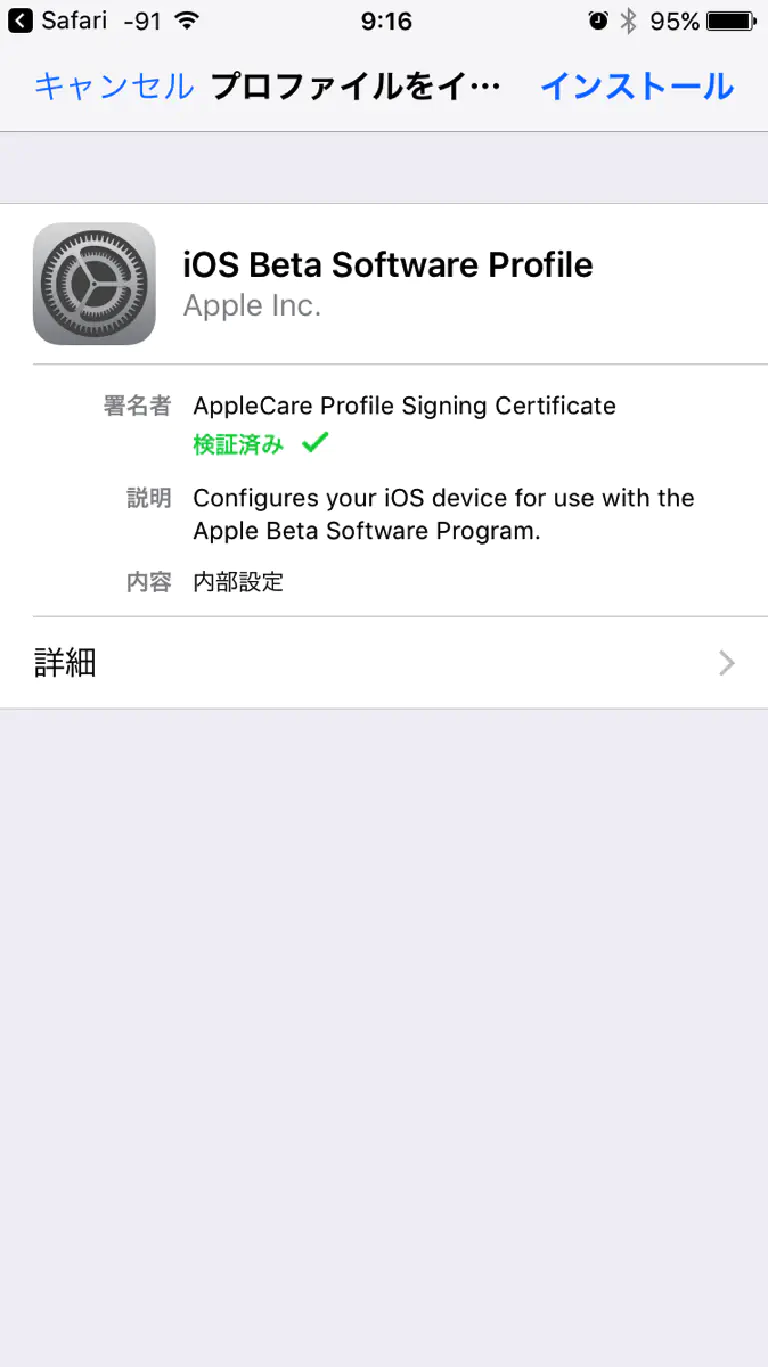 Safari -91 9:16 95%
キャンセル プロファイルをイ… インストール
iOS Beta Software Profile
Apple Inc.
署名者 AppleCare Profile Signing Certificate
検証済み ✓
説明 Configures your iOS device for use with the
Apple Beta Software Program.
内容 内部設定
詳細